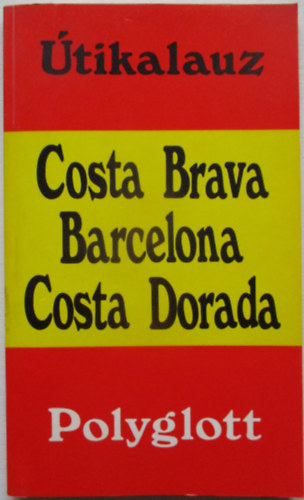 Útikalauz
Costa Brava
Barcelona
Costa Dorada
Polyglott